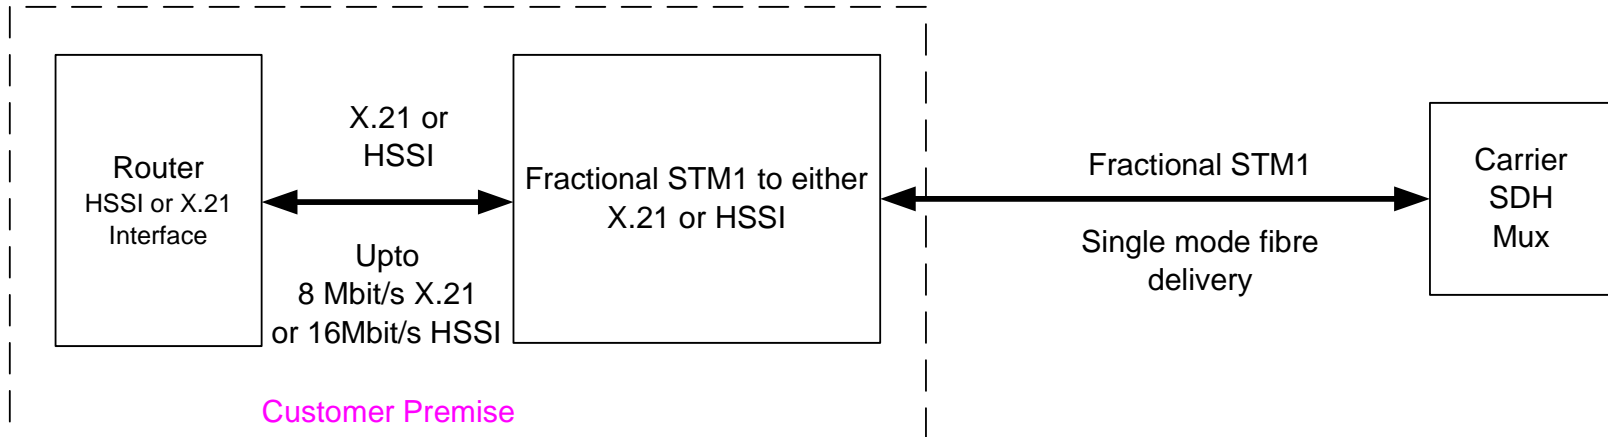 Router
HSSI or X.21
Interface
X.21 or
HSSI
Upto
8 Mbit/s X.21
or 16Mbit/s HSSI
Fractional STM1 to either
X.21 or HSSI
Fractional STM1
Single mode fibre
delivery
Carrier
SDH
Mux
Customer Premise